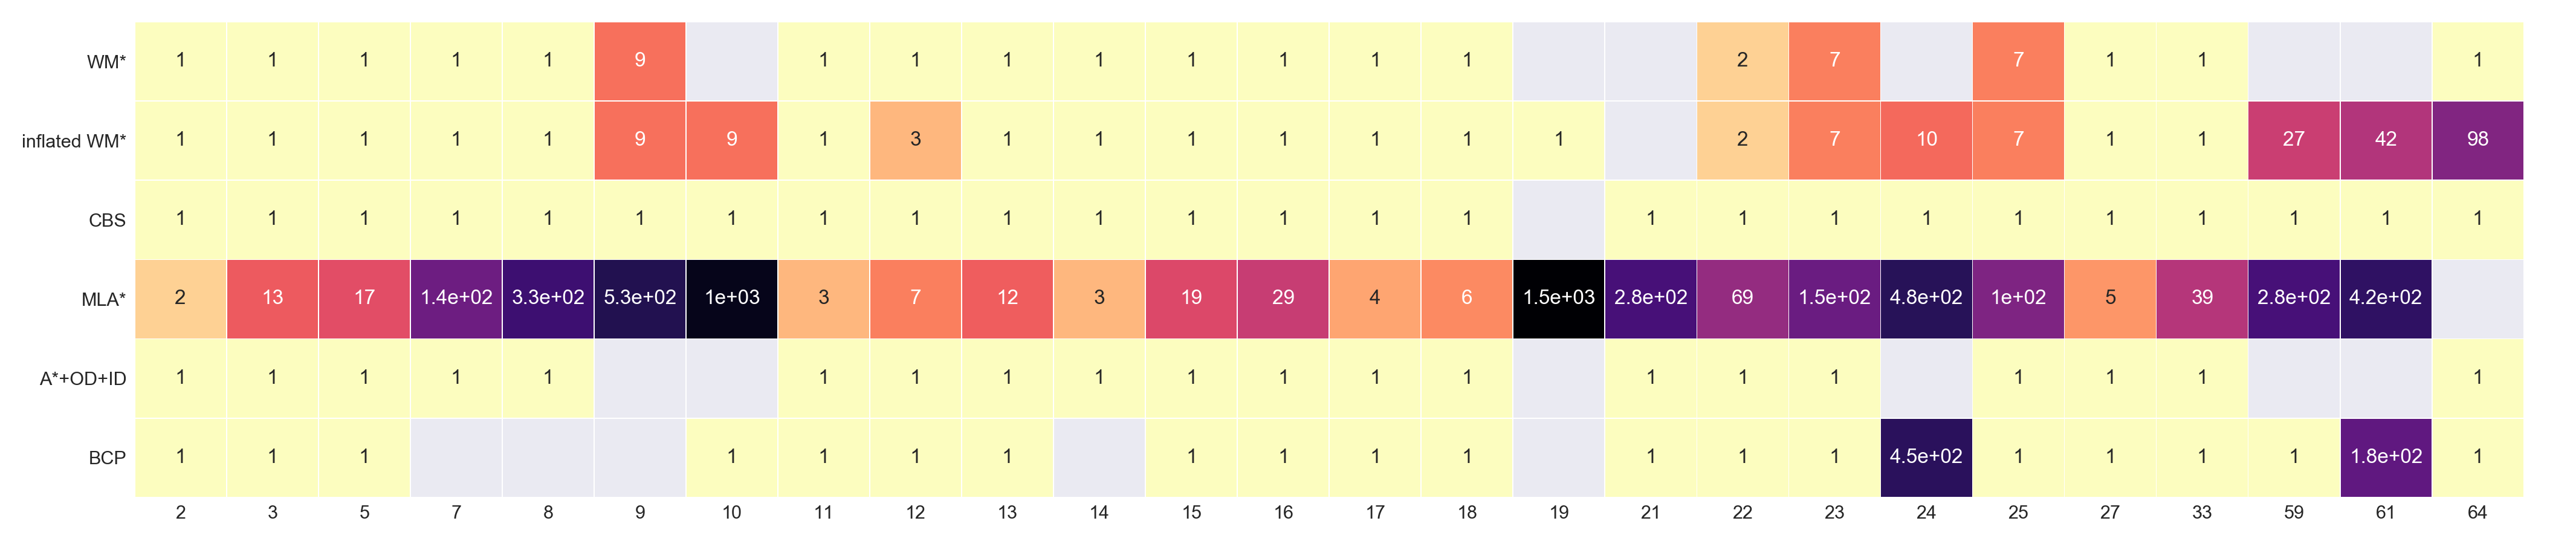 WM* 1 1 1 1 1 9 1 1 1 1 1 1 1 1 2 7 7 1 1 1
inflated WM* 1 1 1 1 1 9 9 1 3 1 1 1 1 1 1 1 2 7 10 7 1 1 27 42 98
CBS 1 1 1 1 1 1 1 1 1 1 1 1 1 1 1 1 1 1 1 1 1 1 1 1 1
MLA* 2 13 17 1.4e+02 3.3e+02 5.3e+02 1e+03 3 7 12 3 19 29 4 6 1.5e+03 2.8e+02 69 1.5e+02 4.8e+02 1e+02 5 39 2.8e+02 4.2e+02
A*+OD+ID 1 1 1 1 1 1 1 1 1 1 1 1 1 1 1 1 1 1 1 1
BCP 1 1 1 1 1 1 1 1 1 1 1 1 1 1 4.5e+02 1 1 1 1 1.8e+02 1
2 3 5 7 8 9 10 11 12 13 14 15 16 17 18 19 21 22 23 24 25 27 33 59 61 64